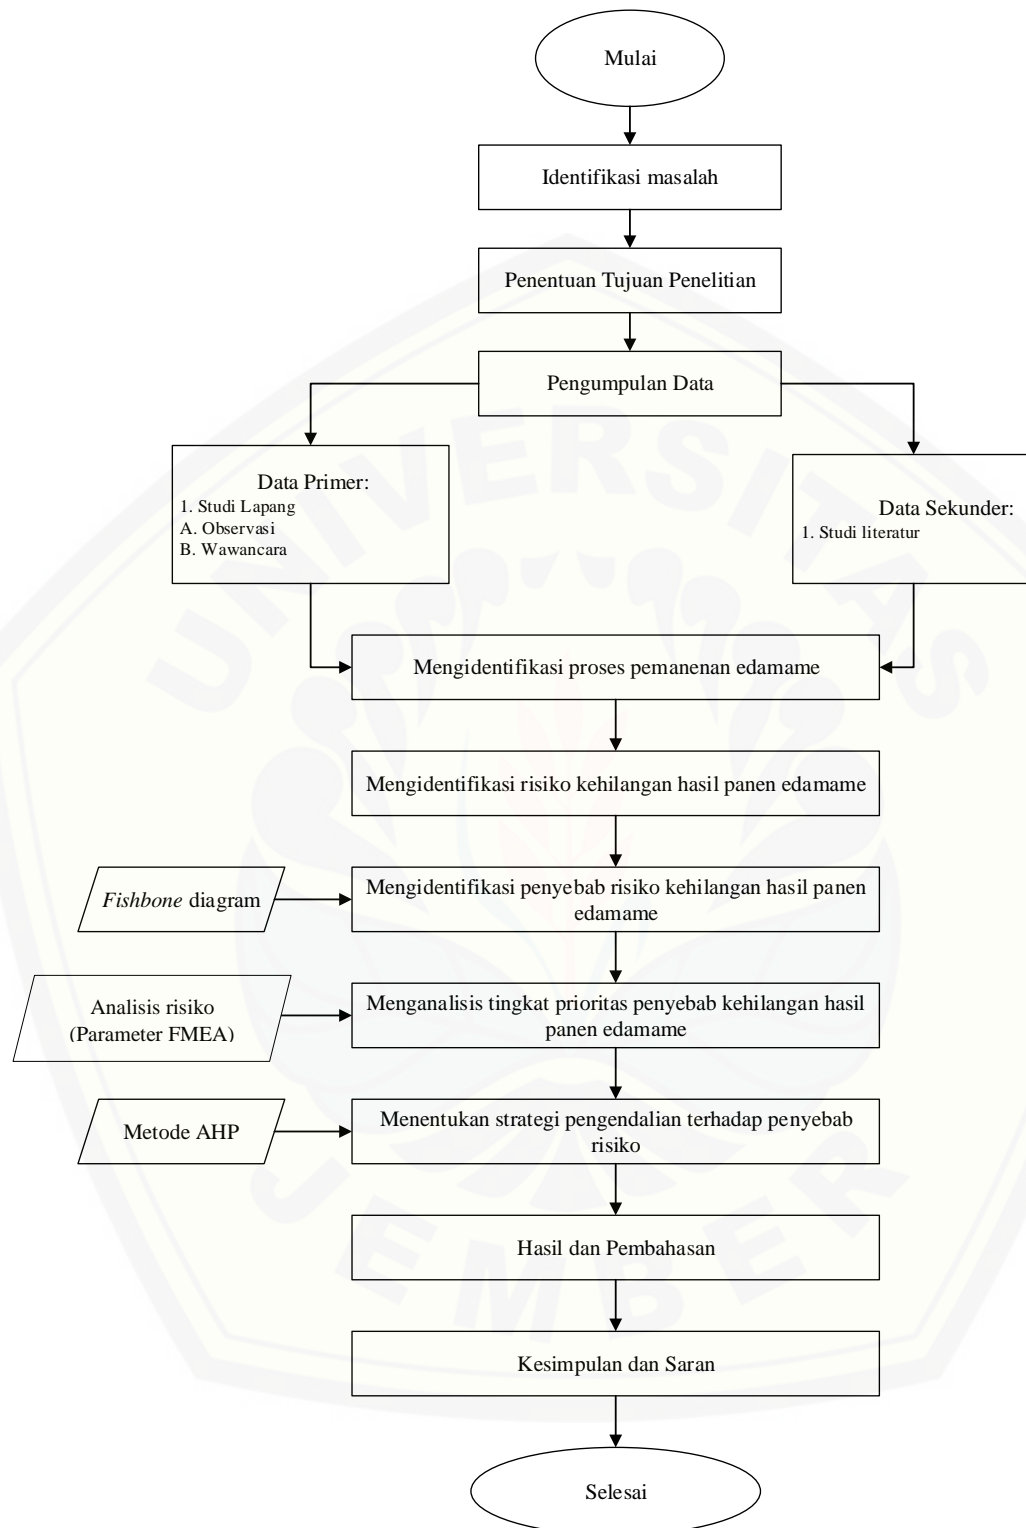 Mulai
Identifikasi masalah
Penentuan Tujuan Penelitian
Pengumpulan Data
Data Primer:
1. Studi Lapang
A. Observasi
B. Wawancara
Data Sekunder:
1. Studi literatur
Mengidentifikasi proses pemanenan edamame
Mengidentifikasi risiko kehilangan hasil panen edamame
Fishbone diagram
Mengidentifikasi penyebab risiko kehilangan hasil panen
edamame
Analisis risiko
(Parameter FMEA)
Menganalisis tingkat prioritas penyebab kehilangan hasil
panen edamame
Metode AHP
Menentukan strategi pengendalian terhadap penyebab
risiko
Hasil dan Pembahasan
Kesimpulan dan Saran
Selesai
UNIVERSITAS
JEMBER